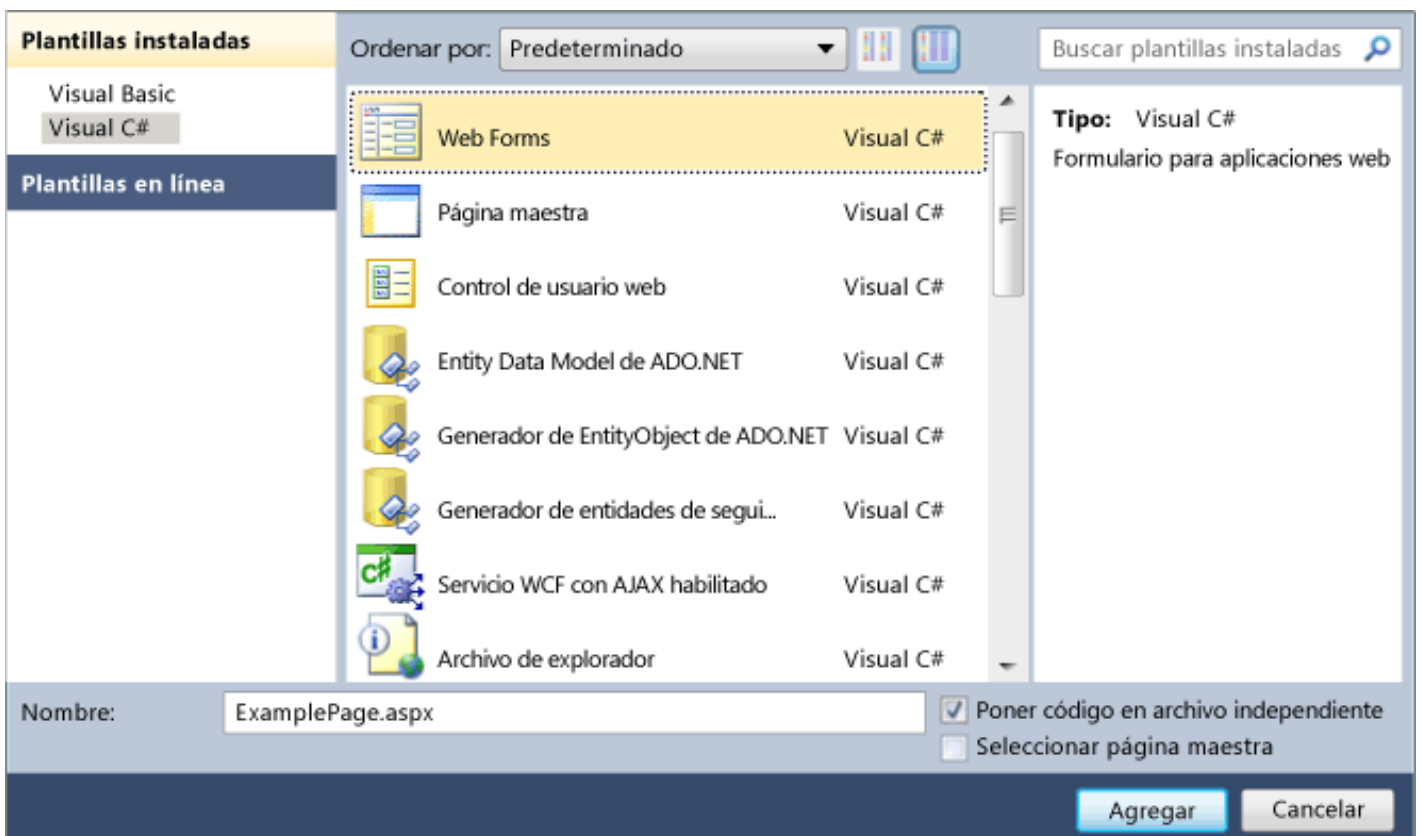 Plantillas instaladas
Visual Basic
Visual C#
Plantillas en línea
Ordenar por: Predeterminado
Buscar plantillas instaladas
Web Forms Visual C#
Página maestra Visual C#
Control de usuario web Visual C#
Entity Data Model de ADO.NET Visual C#
Generador de EntityObject de ADO.NET Visual C#
Generador de entidades de segui... Visual C#
Servicio WCF con AJAX habilitado Visual C#
Archivo de explorador Visual C#
Tipo: Visual C#
Formulario para aplicaciones web
Nombre: ExamplePage.aspx
Poner código en archivo independiente
Seleccionar página maestra
Agregar Cancelar